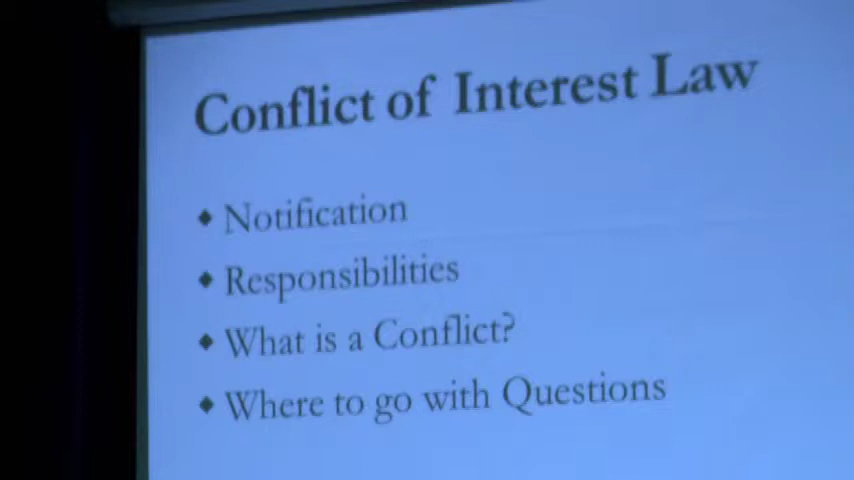 Conflict of Interest Law
♦ Notification
♦ Responsibilities
♦ What is a Conflict?
♦ Where to go with Questions